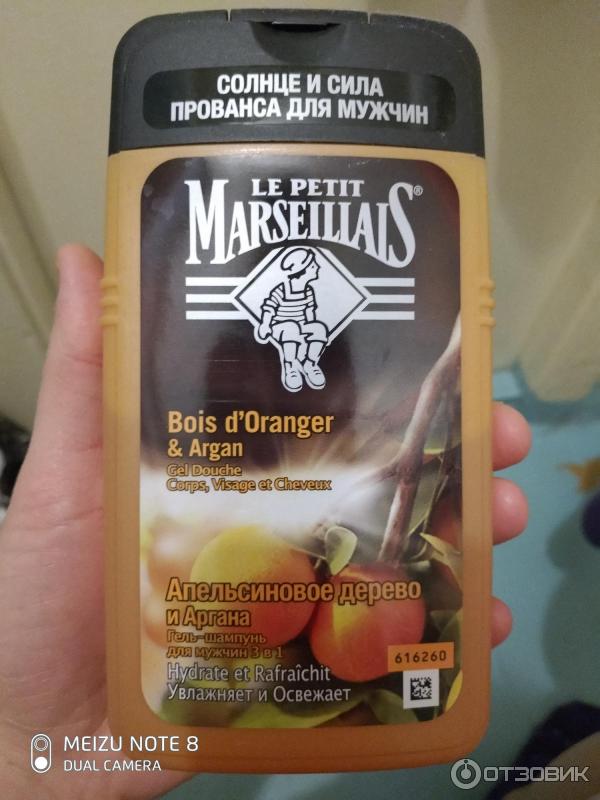 СОЛНЦЕ И СИЛА
ПРОВАНСА ДЛЯ МУЖЧИН
LE PETIT
MARSEILLAIS®
Bois d'Oranger
& Argan
Gel Douche
Corps, Visage et Cheveux
Апельсиновое дерево
и Аргана
Гель-шампунь
для мужчин 3 в 1
616260
Hydrate et Rafraîchit
Увлажняет и Освежает
MEIZU NOTE 8
DUAL CAMERA
ОТЗОВИК